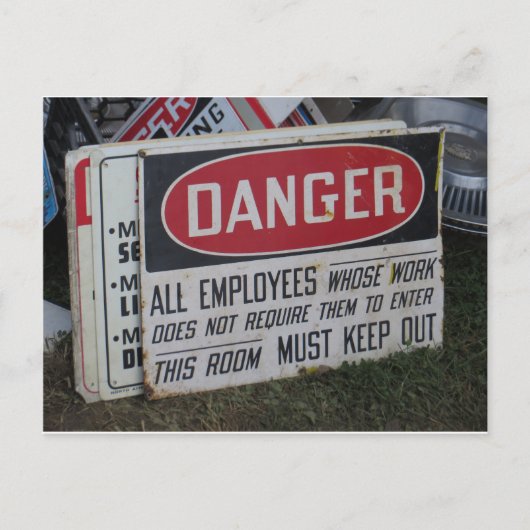 DANGER
ALL EMPLOYEES WHOSE WORK
DOES NOT REQUIRE THEM TO ENTER
THIS ROOM MUST KEEP OUT